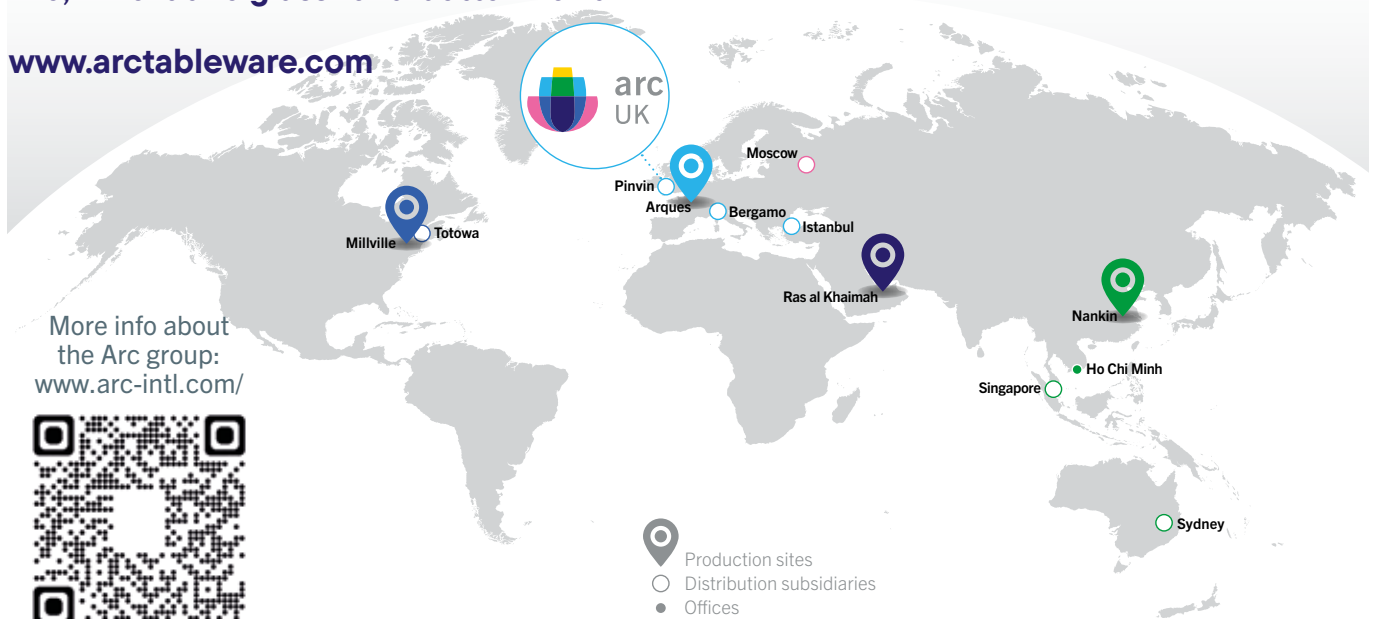 www.arctableware.com
arc
UK
Moscow
Pinvin
Arques
Bergamo
Istanbul
Millville
Totowa
Ras al Khaimah
Nankin
More info about
the Arc group:
www.arc-intl.com/
Ho Chi Minh
Singapore
Sydney
Production sites
Distribution subsidiaries
Offices